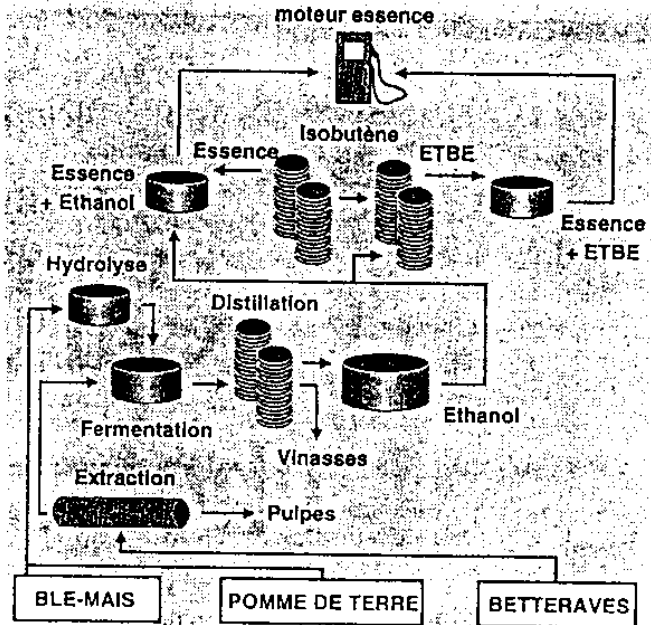 moteur essence
Isobutène
Essence
ETBE
Essence
+ Ethanol
Essence
+ ETBE
Hydrolyse
Distillation
Fermentation
Ethanol
Vinasses
Extraction
Pulpes
BLE-MAIS
POMME DE TERRE
BETTERAVES